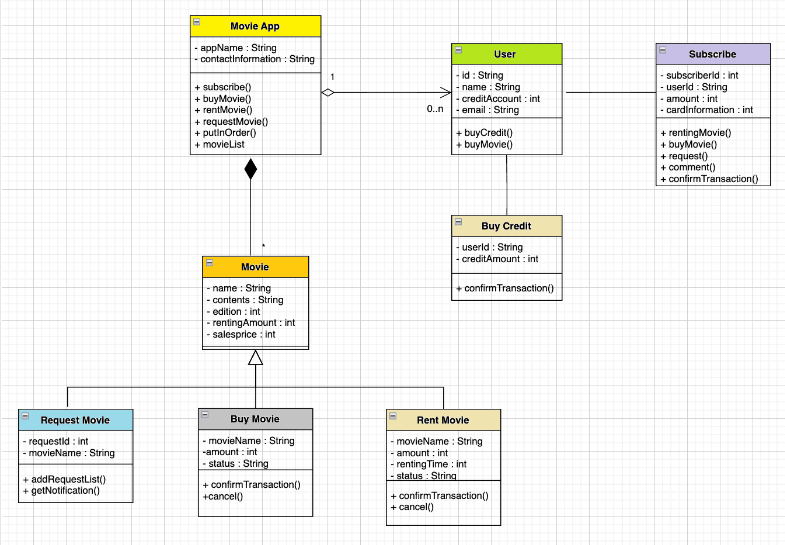 Movie App
- appName : String
- contactInformation : String
+ subscribe()
+ buyMovie()
+ rentMovie()
+ requestMovie()
+ putInOrder()
+ movieList
1
0..n
User
- id : String
- name : String
- creditAccount : int
- email : String
+ buyCredit()
+ buyMovie()
Subscribe
- subscriberId : int
- userId : String
- amount : int
- cardInformation : int
+ rentingMovie()
+ buyMovie()
+ request()
+ comment()
+ confirmTransaction()
Buy Credit
- userId : String
- creditAmount : int
+ confirmTransaction()
*
Movie
- name : String
- contents : String
- edition : int
- rentingAmount : int
- salesprice : int
Request Movie
- requestId : int
- movieName : String
+ addRequestList()
+ getNotification()
Buy Movie
- movieName : String
-amount : int
- status : String
+ confirmTransaction()
+cancel()
Rent Movie
- movieName : String
- amount : int
- rentingTime : int
- status : String
+ confirmTransaction()
+ cancel()